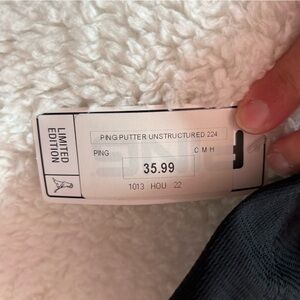 LIMITED
EDITION
PING PUTTER UNSTRUCTURED 224
PING C M H
35.99
1013 HOU 22